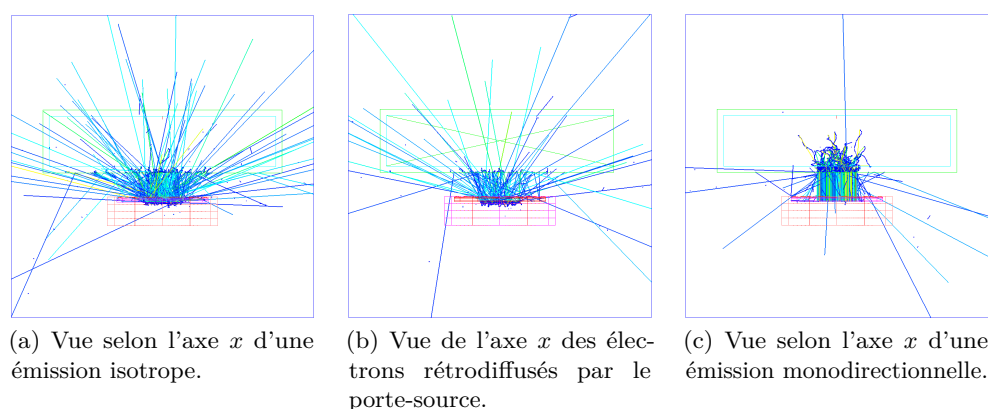 (a) Vue selon l'axe x d'une
émission isotrope.
(b) Vue de l'axe x des élec-
trons rétrodiffusés par le
porte-source.
(c) Vue selon l'axe x d'une
émission monodirectionnelle.